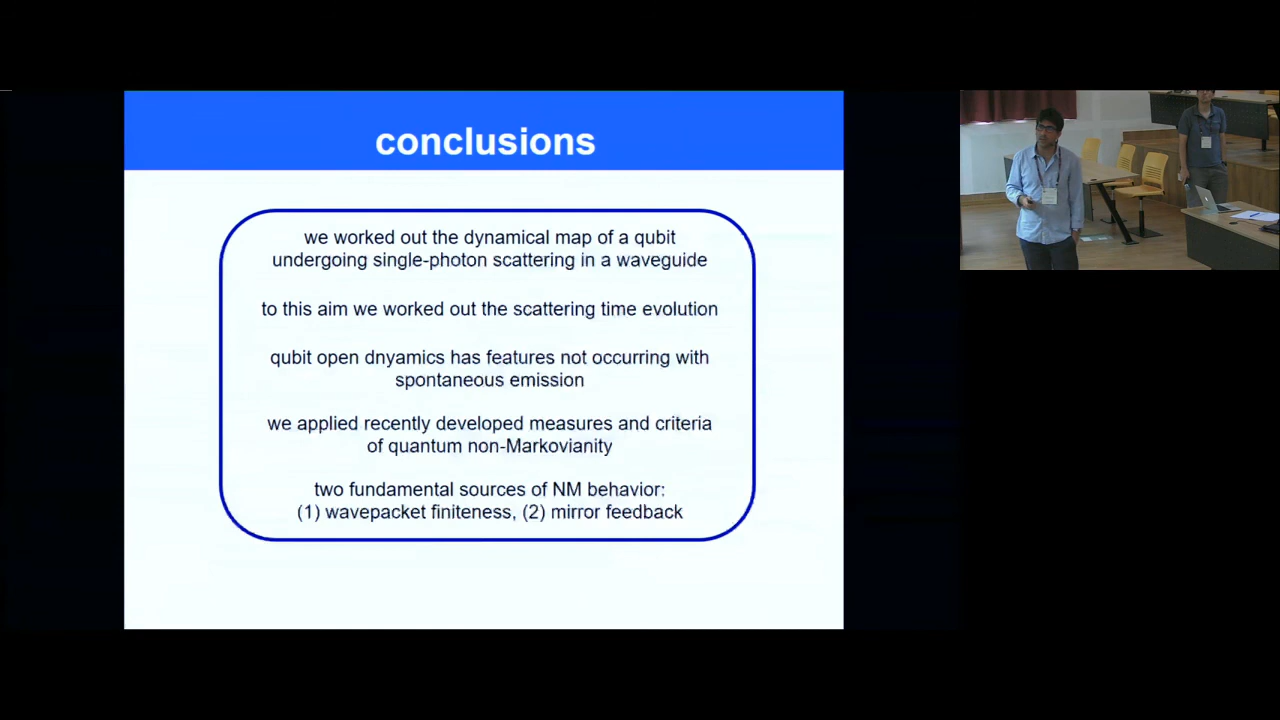 conclusions
we worked out the dynamical map of a qubit
undergoing single-photon scattering in a waveguide
to this aim we worked out the scattering time evolution
qubit open dnyamics has features not occurring with
spontaneous emission
we applied recently developed measures and criteria
of quantum non-Markovianity
two fundamental sources of NM behavior:
(1) wavepacket finiteness, (2) mirror feedback